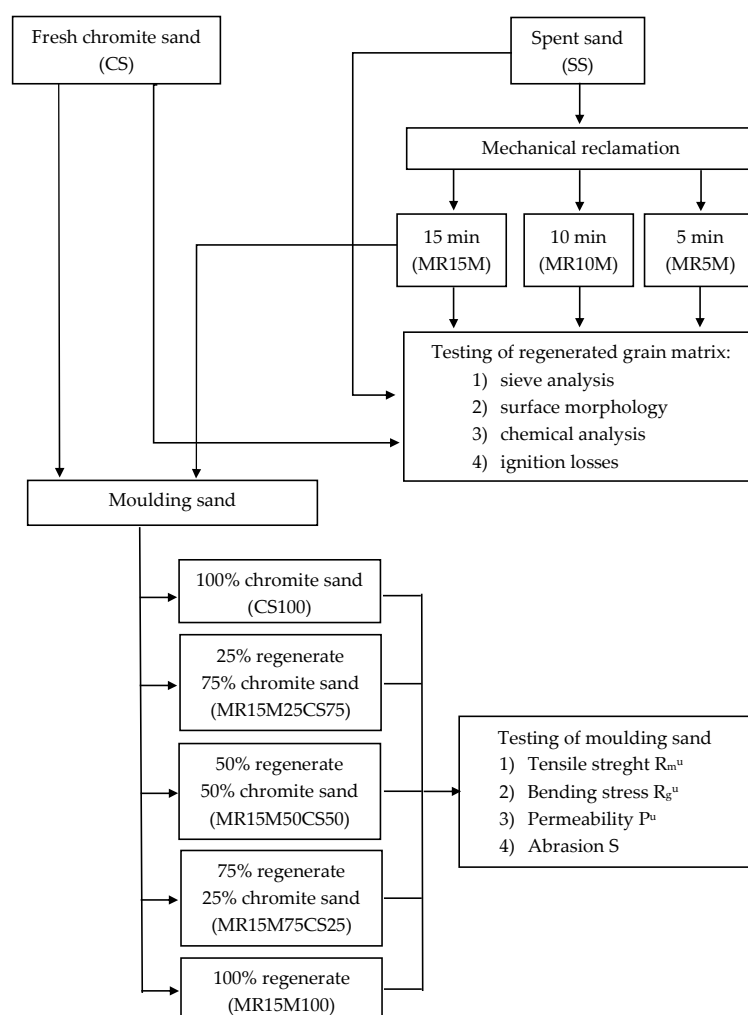 Fresh chromite sand
(CS)
Spent sand
(SS)
Mechanical reclamation
15 min
(MR15M)
10 min
(MR10M)
5 min
(MR5M)
Testing of regenerated grain matrix:
1) sieve analysis
2) surface morphology
3) chemical analysis
4) ignition losses
Moulding sand
100% chromite sand
(CS100)
25% regenerate
75% chromite sand
(MR15M25CS75)
50% regenerate
50% chromite sand
(MR15M50CS50)
75% regenerate
25% chromite sand
(MR15M75CS25)
100% regenerate
(MR15M100)
Testing of moulding sand
1) Tensile streght Rₘᵘ
2) Bending stress R₉ᵘ
3) Permeability Pᵘ
4) Abrasion S